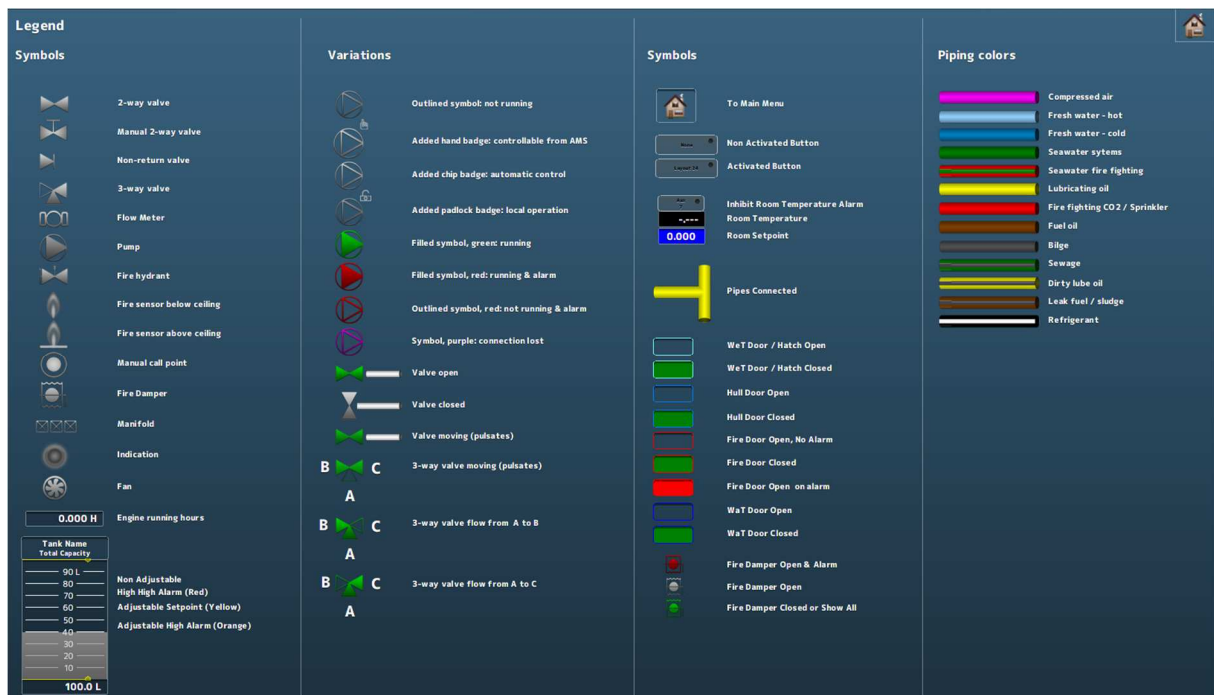 Legend
Symbols
2-way valve
Manual 2-way valve
Non-return valve
3-way valve
Flow Meter
Pump
Fire hydrant
Fire sensor below ceiling
Fire sensor above ceiling
Manual call point
Fire Damper
Manifold
Indication
Fan
0.000 H Engine running hours
Tank Name
Total Capacity
90 L
80
70
60
50
40
30
20
10
100.0 L
Non Adjustable
High High Alarm (Red)
Adjustable Setpoint (Yellow)
Adjustable High Alarm (Orange)
Variations
Outlined symbol: not running
Added hand badge: controllable from AMS
Added chip badge: automatic control
Added padlock badge: local operation
Filled symbol, green: running
Filled symbol, red: running & alarm
Outlined symbol, red: not running & alarm
Symbol, purple: connection lost
Valve open
Valve closed
Valve moving (pulsates)
B C 3-way valve moving (pulsates)
A
B C 3-way valve flow from A to B
A
B C 3-way valve flow from A to C
A
Symbols
To Main Menu
Non Activated Button
Activated Button
Inhibit Room Temperature Alarm
-,--- Room Temperature
0.000 Room Setpoint
Pipes Connected
WeT Door / Hatch Open
WeT Door / Hatch Closed
Hull Door Open
Hull Door Closed
Fire Door Open, No Alarm
Fire Door Closed
Fire Door Open on alarm
WaT Door Open
WaT Door Closed
Fire Damper Open & Alarm
Fire Damper Open
Fire Damper Closed or Show All
Piping colors
Compressed air
Fresh water - hot
Fresh water - cold
Seawater sytems
Seawater fire fighting
Lubricating oil
Fire fighting CO2 / Sprinkler
Fuel oil
Bilge
Sewage
Dirty lube oil
Leak fuel / sludge
Refrigerant